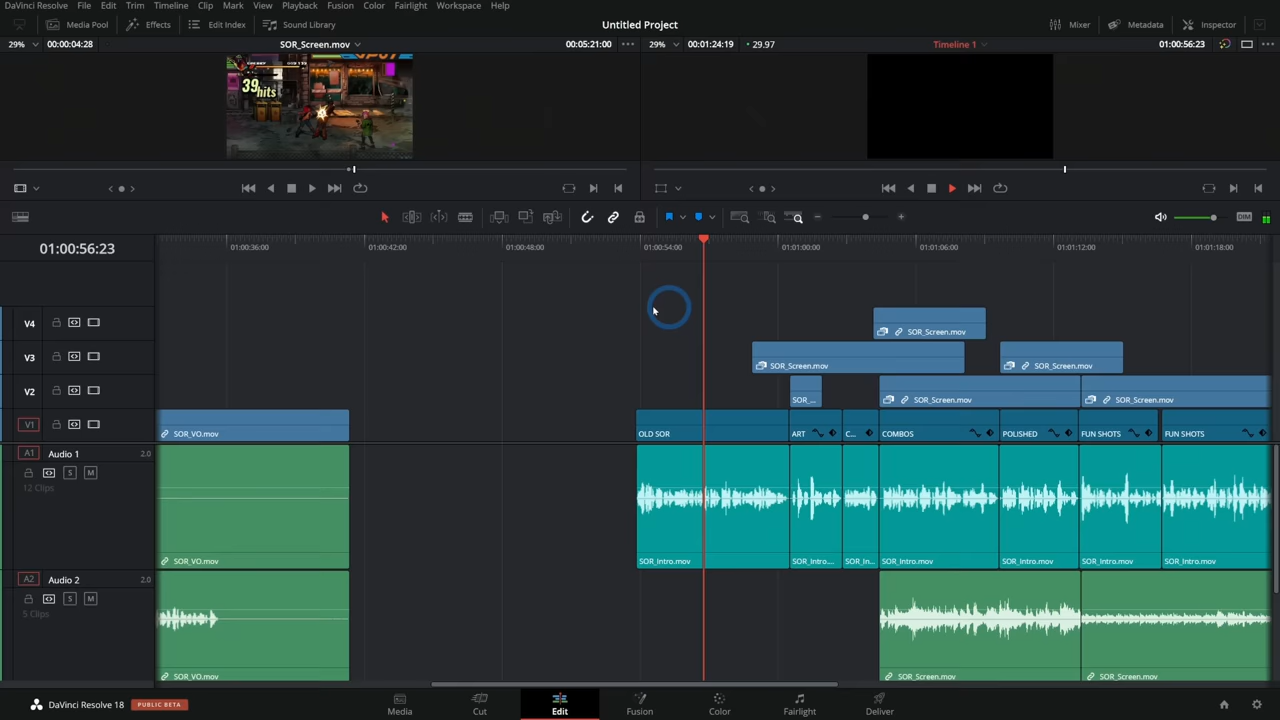 DaVinci Resolve File Edit Trim Timeline Clip Mark View Playback Fusion Color Fairlight Workspace Help
Media Pool Effects Edit Index Sound Library Untitled Project Mixer Metadata Inspector
29% 00:00:04:28 SOR_Screen.mov 00:05:21:00 29% 00:01:24:19 29.97 Timeline 1 01:00:56:23
39 hits
DIM
01:00:56:23 01:00:36:00 01:00:42:00 01:00:48:00 01:00:54:00 01:01:00:00 01:01:06:00 01:01:12:00 01:01:18:00
V4 SOR_Screen.mov
V3 SOR_Screen.mov SOR_Screen.mov
V2 SOR_... SOR_Screen.mov SOR_Screen.mov
V1 SOR_VO.mov OLD SOR ART C... COMBOS POLISHED FUN SHOTS FUN SHOTS
A1 Audio 1 2.0
S M
12 Clips
SOR_VO.mov SOR_Intro.mov SOR_Intro.... SOR_In... SOR_Intro.mov SOR_Intro.mov SOR_Intro.mov SOR_Intro.mov
A2 Audio 2 2.0
S M
5 Clips
SOR_VO.mov SOR_Screen.mov SOR_Screen.mov
DaVinci Resolve 18 PUBLIC BETA Media Cut Edit Fusion Color Fairlight Deliver